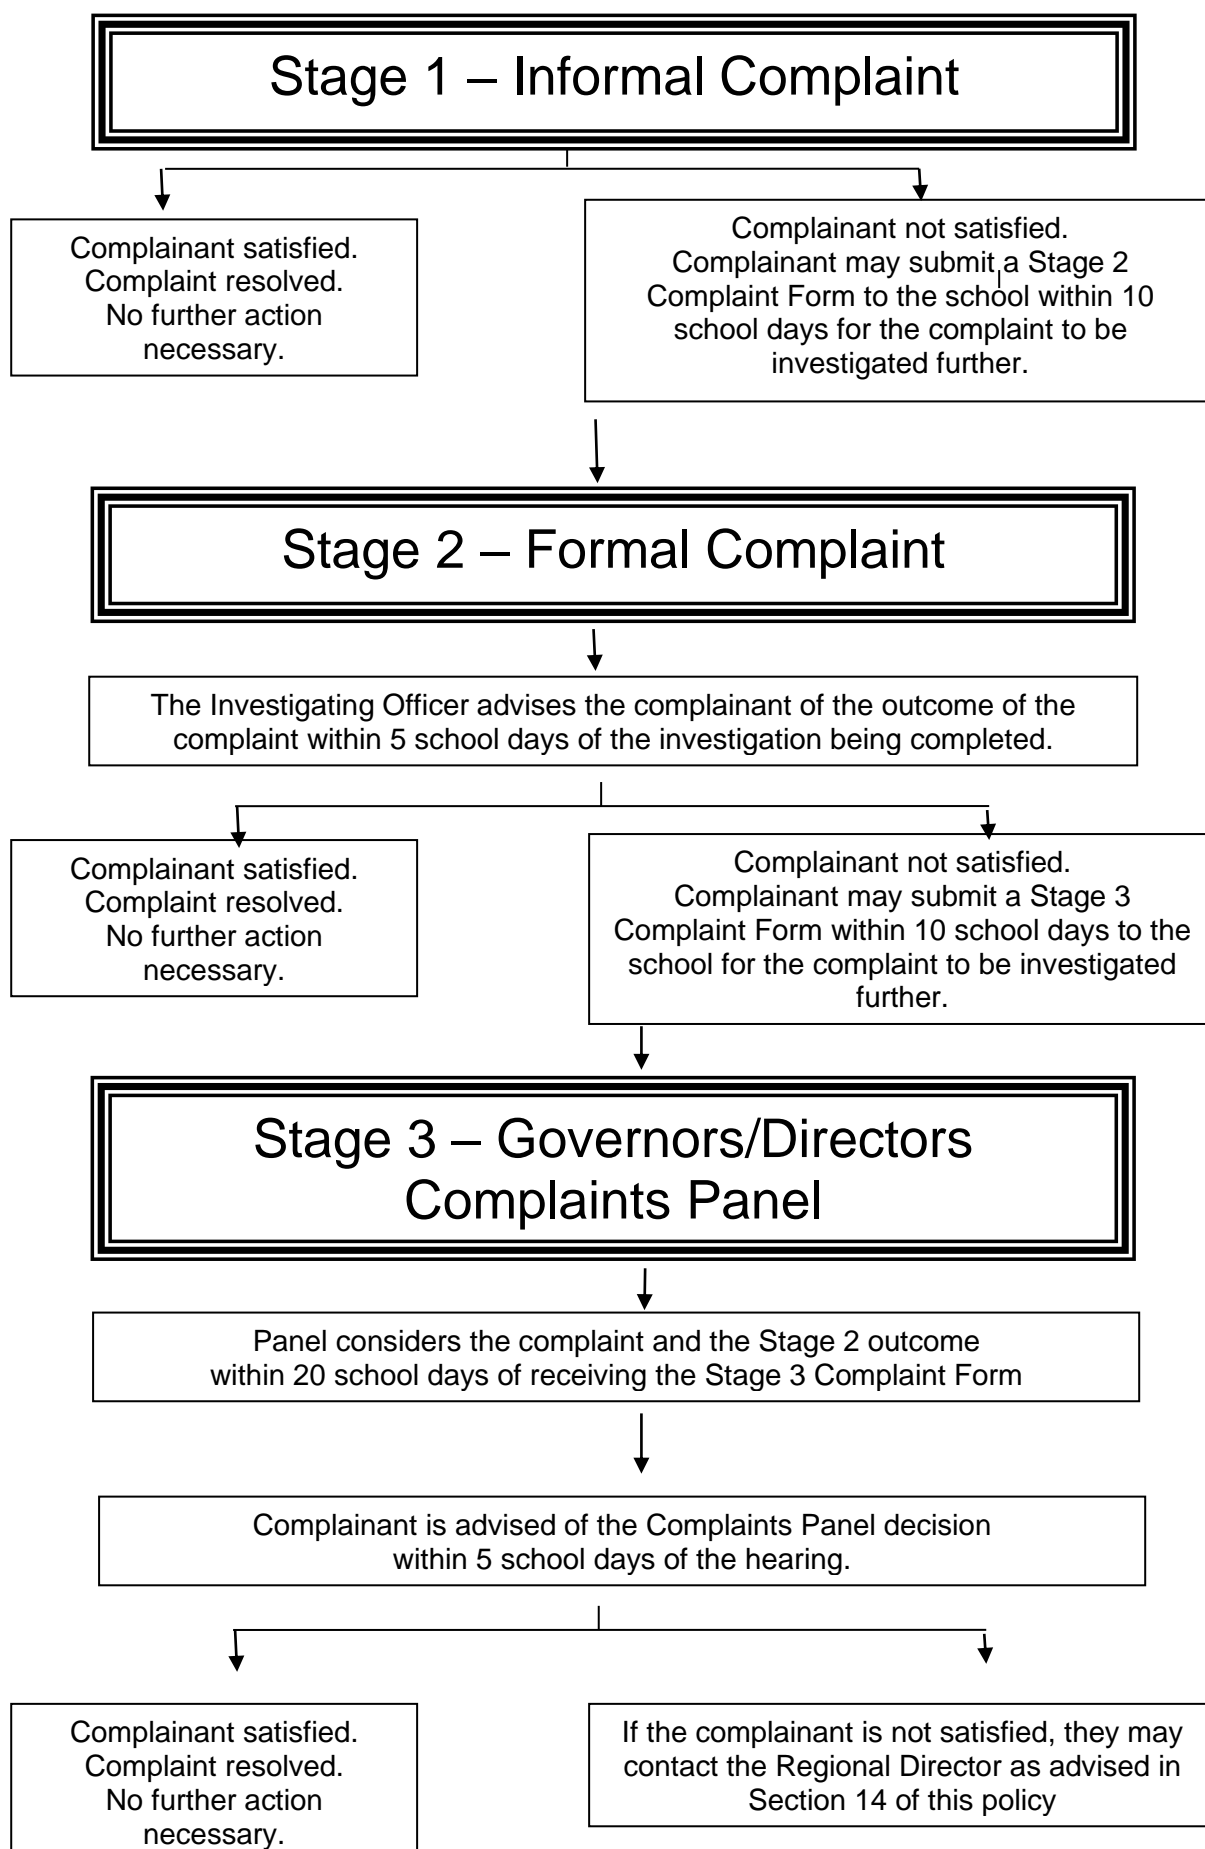 Stage 1 – Informal Complaint
Complainant satisfied.
Complaint resolved.
No further action
necessary.
Complainant not satisfied.
Complainant may submit a Stage 2
Complaint Form to the school within 10
school days for the complaint to be
investigated further.
Stage 2 – Formal Complaint
The Investigating Officer advises the complainant of the outcome of the
complaint within 5 school days of the investigation being completed.
Complainant satisfied.
Complaint resolved.
No further action
necessary.
Complainant not satisfied.
Complainant may submit a Stage 3
Complaint Form within 10 school days to the
school for the complaint to be investigated
further.
Stage 3 – Governors/Directors
Complaints Panel
Panel considers the complaint and the Stage 2 outcome
within 20 school days of receiving the Stage 3 Complaint Form
Complainant is advised of the Complaints Panel decision
within 5 school days of the hearing.
Complainant satisfied.
Complaint resolved.
No further action
necessary.
If the complainant is not satisfied, they may
contact the Regional Director as advised in
Section 14 of this policy